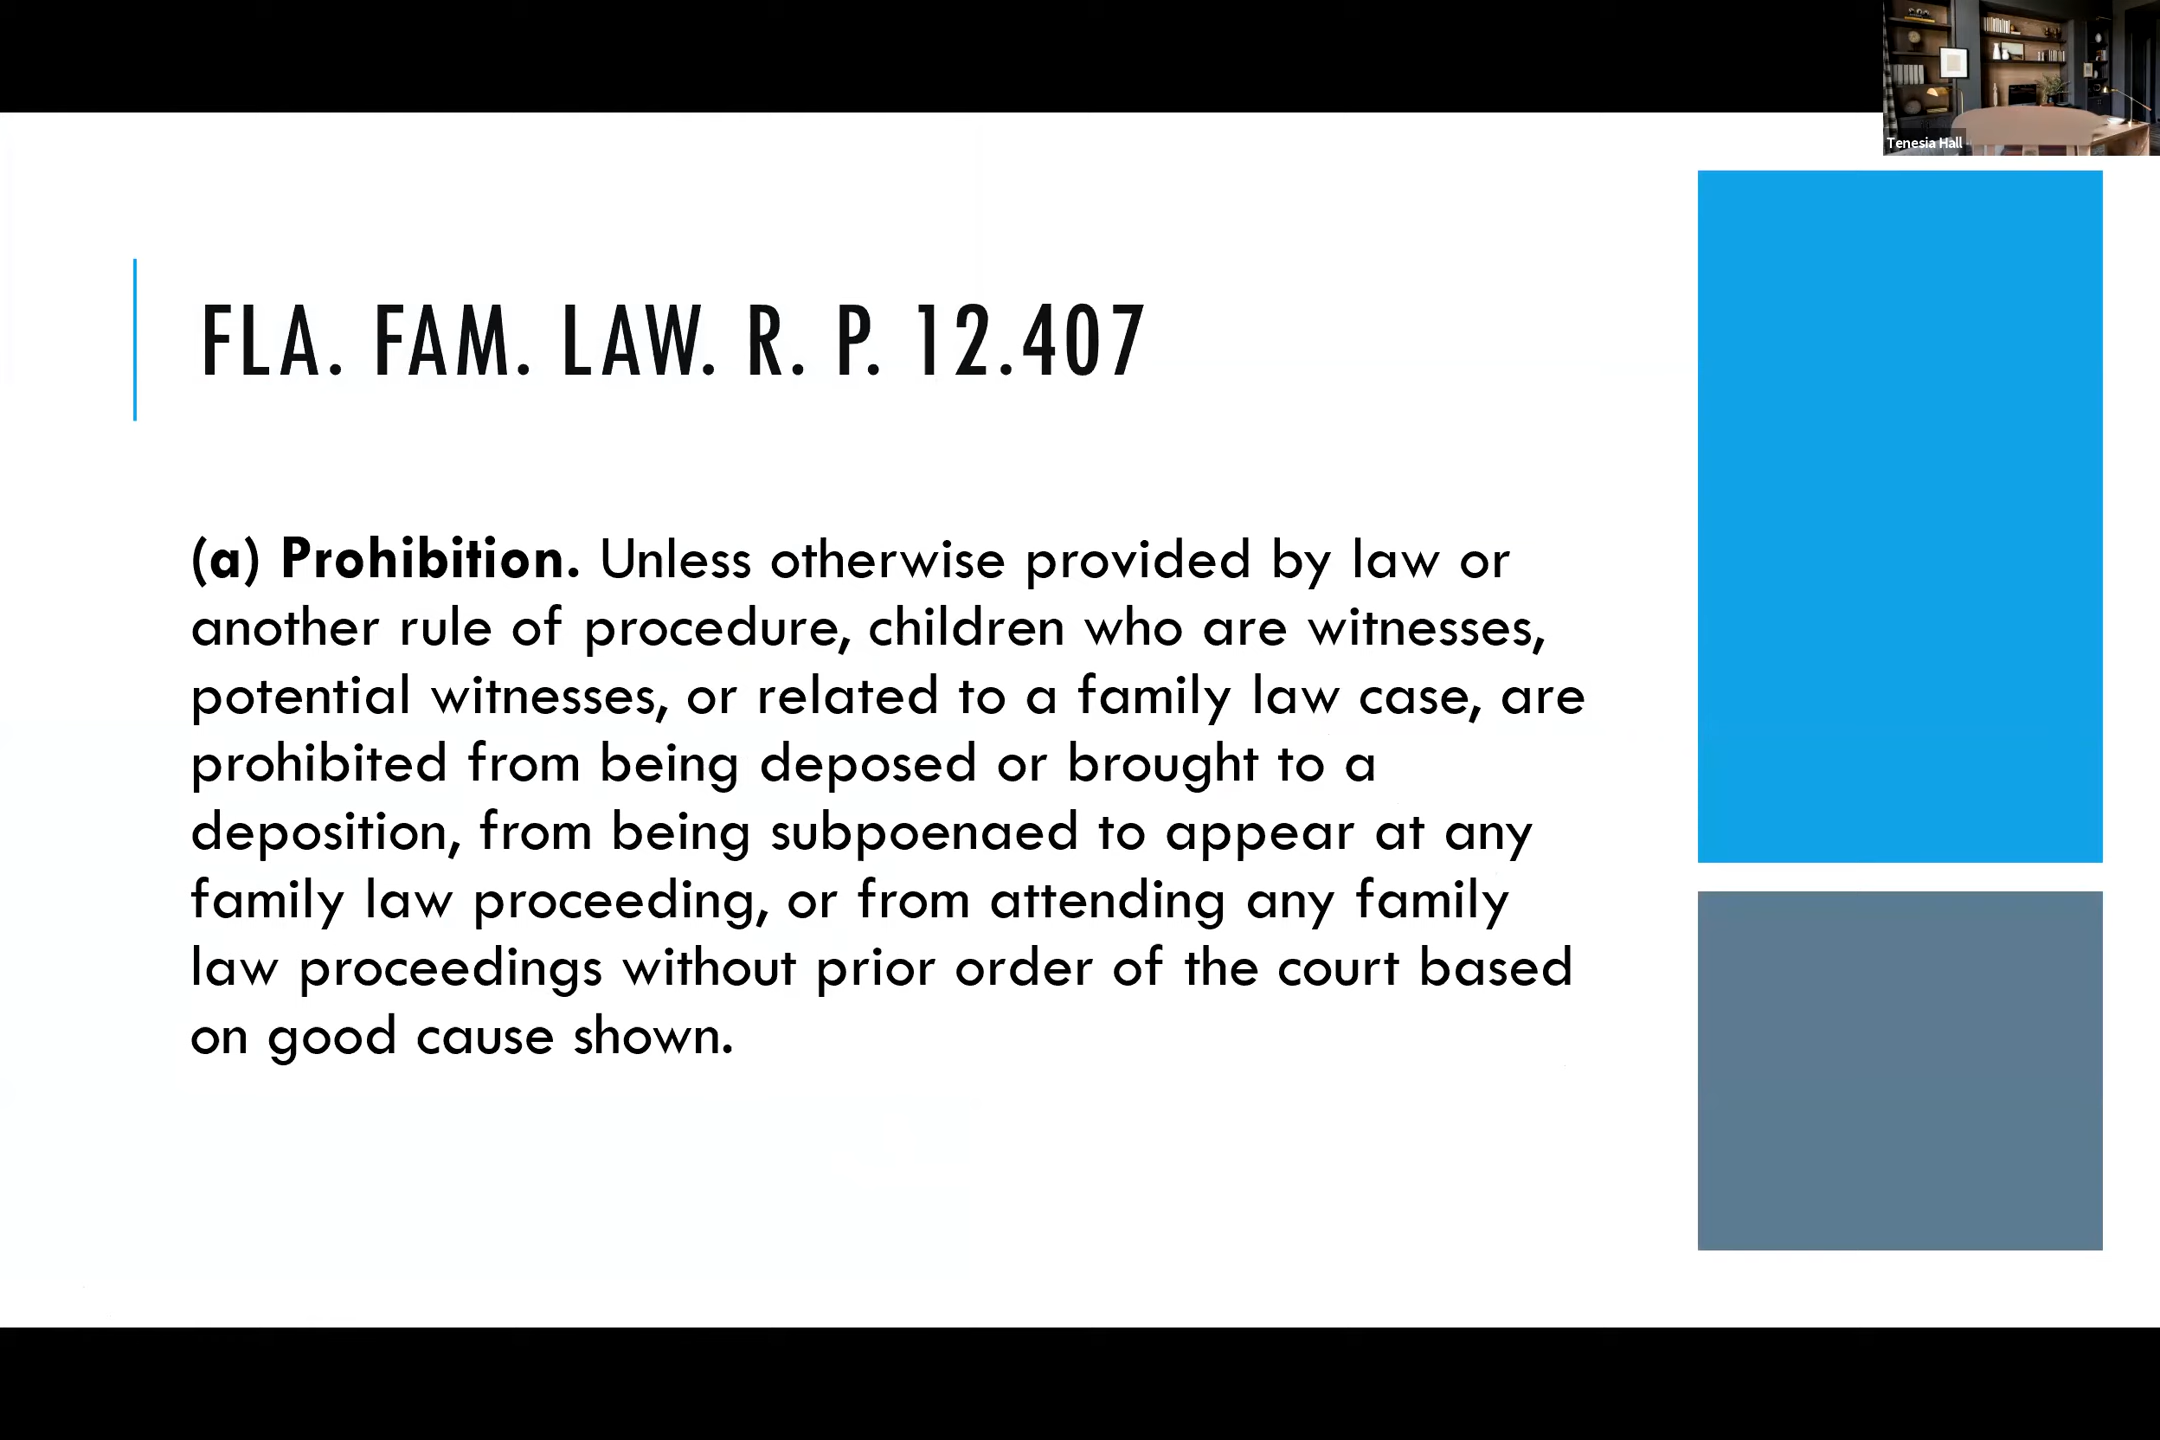 Tenesia Hall
FLA. FAM. LAW. R. P. 12.407
(a) Prohibition. Unless otherwise provided by law or
another rule of procedure, children who are witnesses,
potential witnesses, or related to a family law case, are
prohibited from being deposed or brought to a
deposition, from being subpoenaed to appear at any
family law proceeding, or from attending any family
law proceedings without prior order of the court based
on good cause shown.